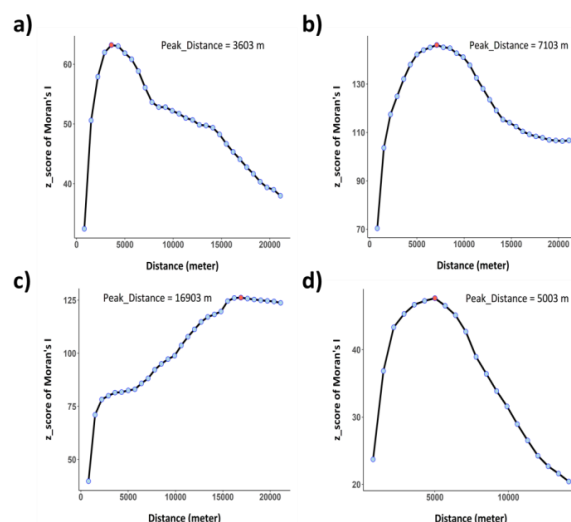 a)
Peak_Distance = 3603 m
z_score of Moran's I
60
50
40
0
5000
10000
15000
20000
Distance (meter)
b)
Peak_Distance = 7103 m
z_score of Moran's I
146
130
110
90
70
0
5000
10000
15000
20000
Distance (meter)
c)
Peak_Distance = 16903 m
z_score of Moran's I
125
100
75
50
0
5000
10000
15000
20000
Distance (meter)
d)
Peak_Distance = 5003 m
z_score of Moran's I
40
30
20
5000
10000
Distance (meter)